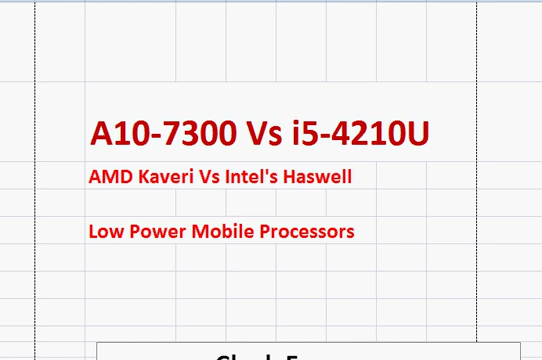 A10-7300 Vs i5-4210U
AMD Kaveri Vs Intel's Haswell
Low Power Mobile Processors